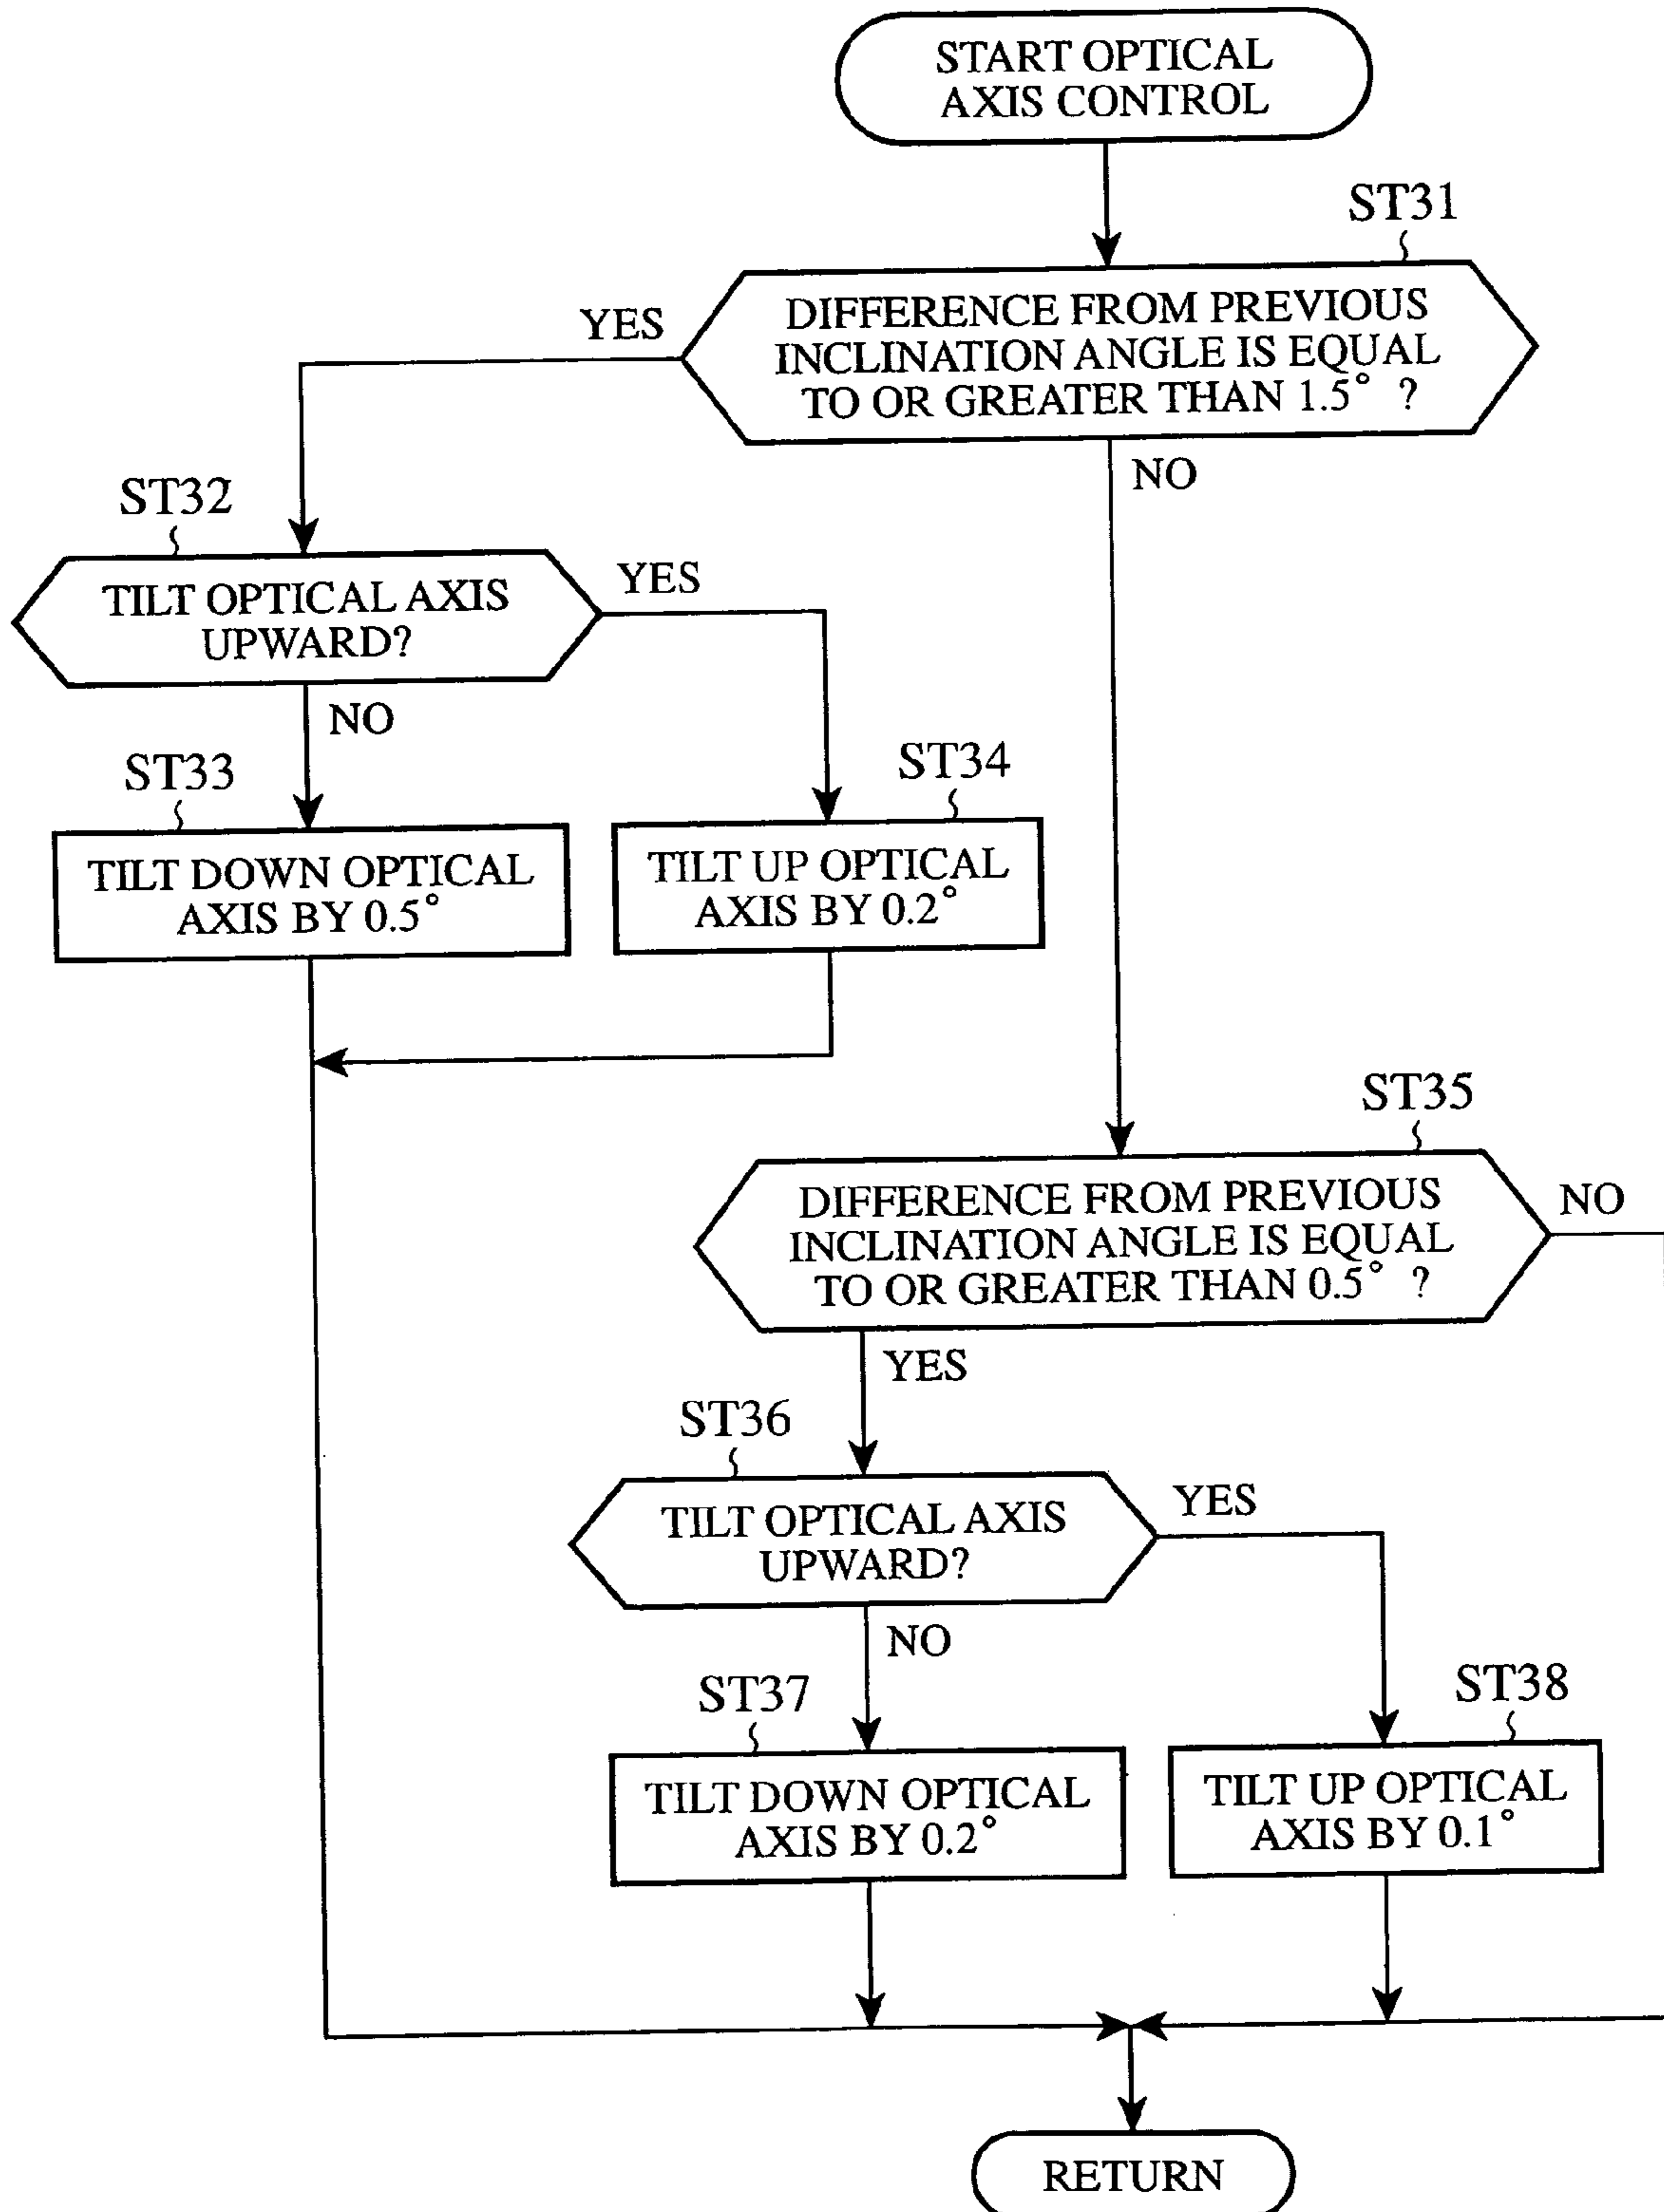 START OPTICAL
AXIS CONTROL
ST31
DIFFERENCE FROM PREVIOUS
INCLINATION ANGLE IS EQUAL
TO OR GREATER THAN 1.5° ?
YES
NO
ST32
TILT OPTICAL AXIS
UPWARD?
YES
NO
ST33
TILT DOWN OPTICAL
AXIS BY 0.5°
ST34
TILT UP OPTICAL
AXIS BY 0.2°
ST35
DIFFERENCE FROM PREVIOUS
INCLINATION ANGLE IS EQUAL
TO OR GREATER THAN 0.5° ?
NO
YES
ST36
TILT OPTICAL AXIS
UPWARD?
YES
NO
ST37
TILT DOWN OPTICAL
AXIS BY 0.2°
ST38
TILT UP OPTICAL
AXIS BY 0.1°
RETURN